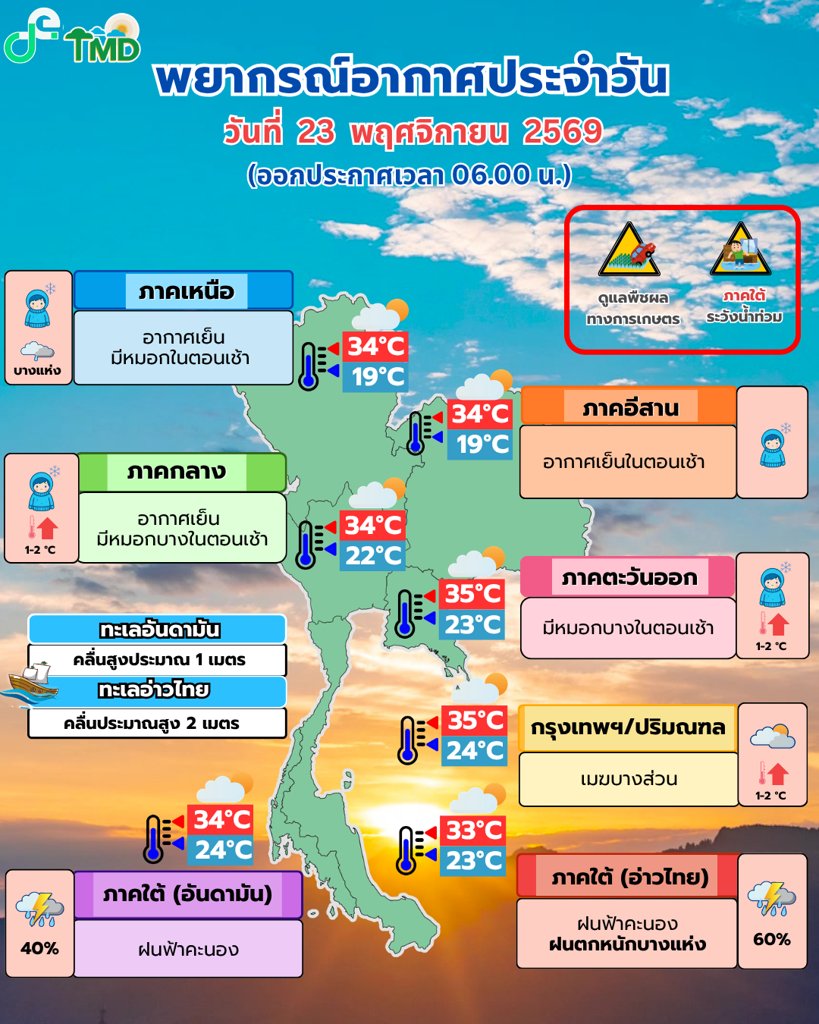 TMD
พยากรณ์อากาศประจำวัน
วันที่ 23 พฤศจิกายน 2569
(ออกประกาศเวลา 06.00 น.)
ดูแลพืชผล
ทางการเกษตร
ภาคใต้
ระวังน้ำท่วม
ภาคเหนือ
อากาศเย็น
มีหมอกในตอนเช้า
บางแห่ง
34°C
19°C
ภาคอีสาน
อากาศเย็นในตอนเช้า
34°C
19°C
ภาคกลาง
อากาศเย็น
มีหมอกบางในตอนเช้า
1-2 °C
34°C
22°C
ภาคตะวันออก
มีหมอกบางในตอนเช้า
1-2 °C
35°C
23°C
ทะเลอันดามัน
คลื่นสูงประมาณ 1 เมตร
ทะเลอ่าวไทย
คลื่นประมาณสูง 2 เมตร
กรุงเทพฯ/ปริมณฑล
เมฆบางส่วน
1-2 °C
35°C
24°C
34°C
24°C
33°C
23°C
ภาคใต้ (อันดามัน)
ฝนฟ้าคะนอง
40%
ภาคใต้ (อ่าวไทย)
ฝนฟ้าคะนอง
ฝนตกหนักบางแห่ง
60%